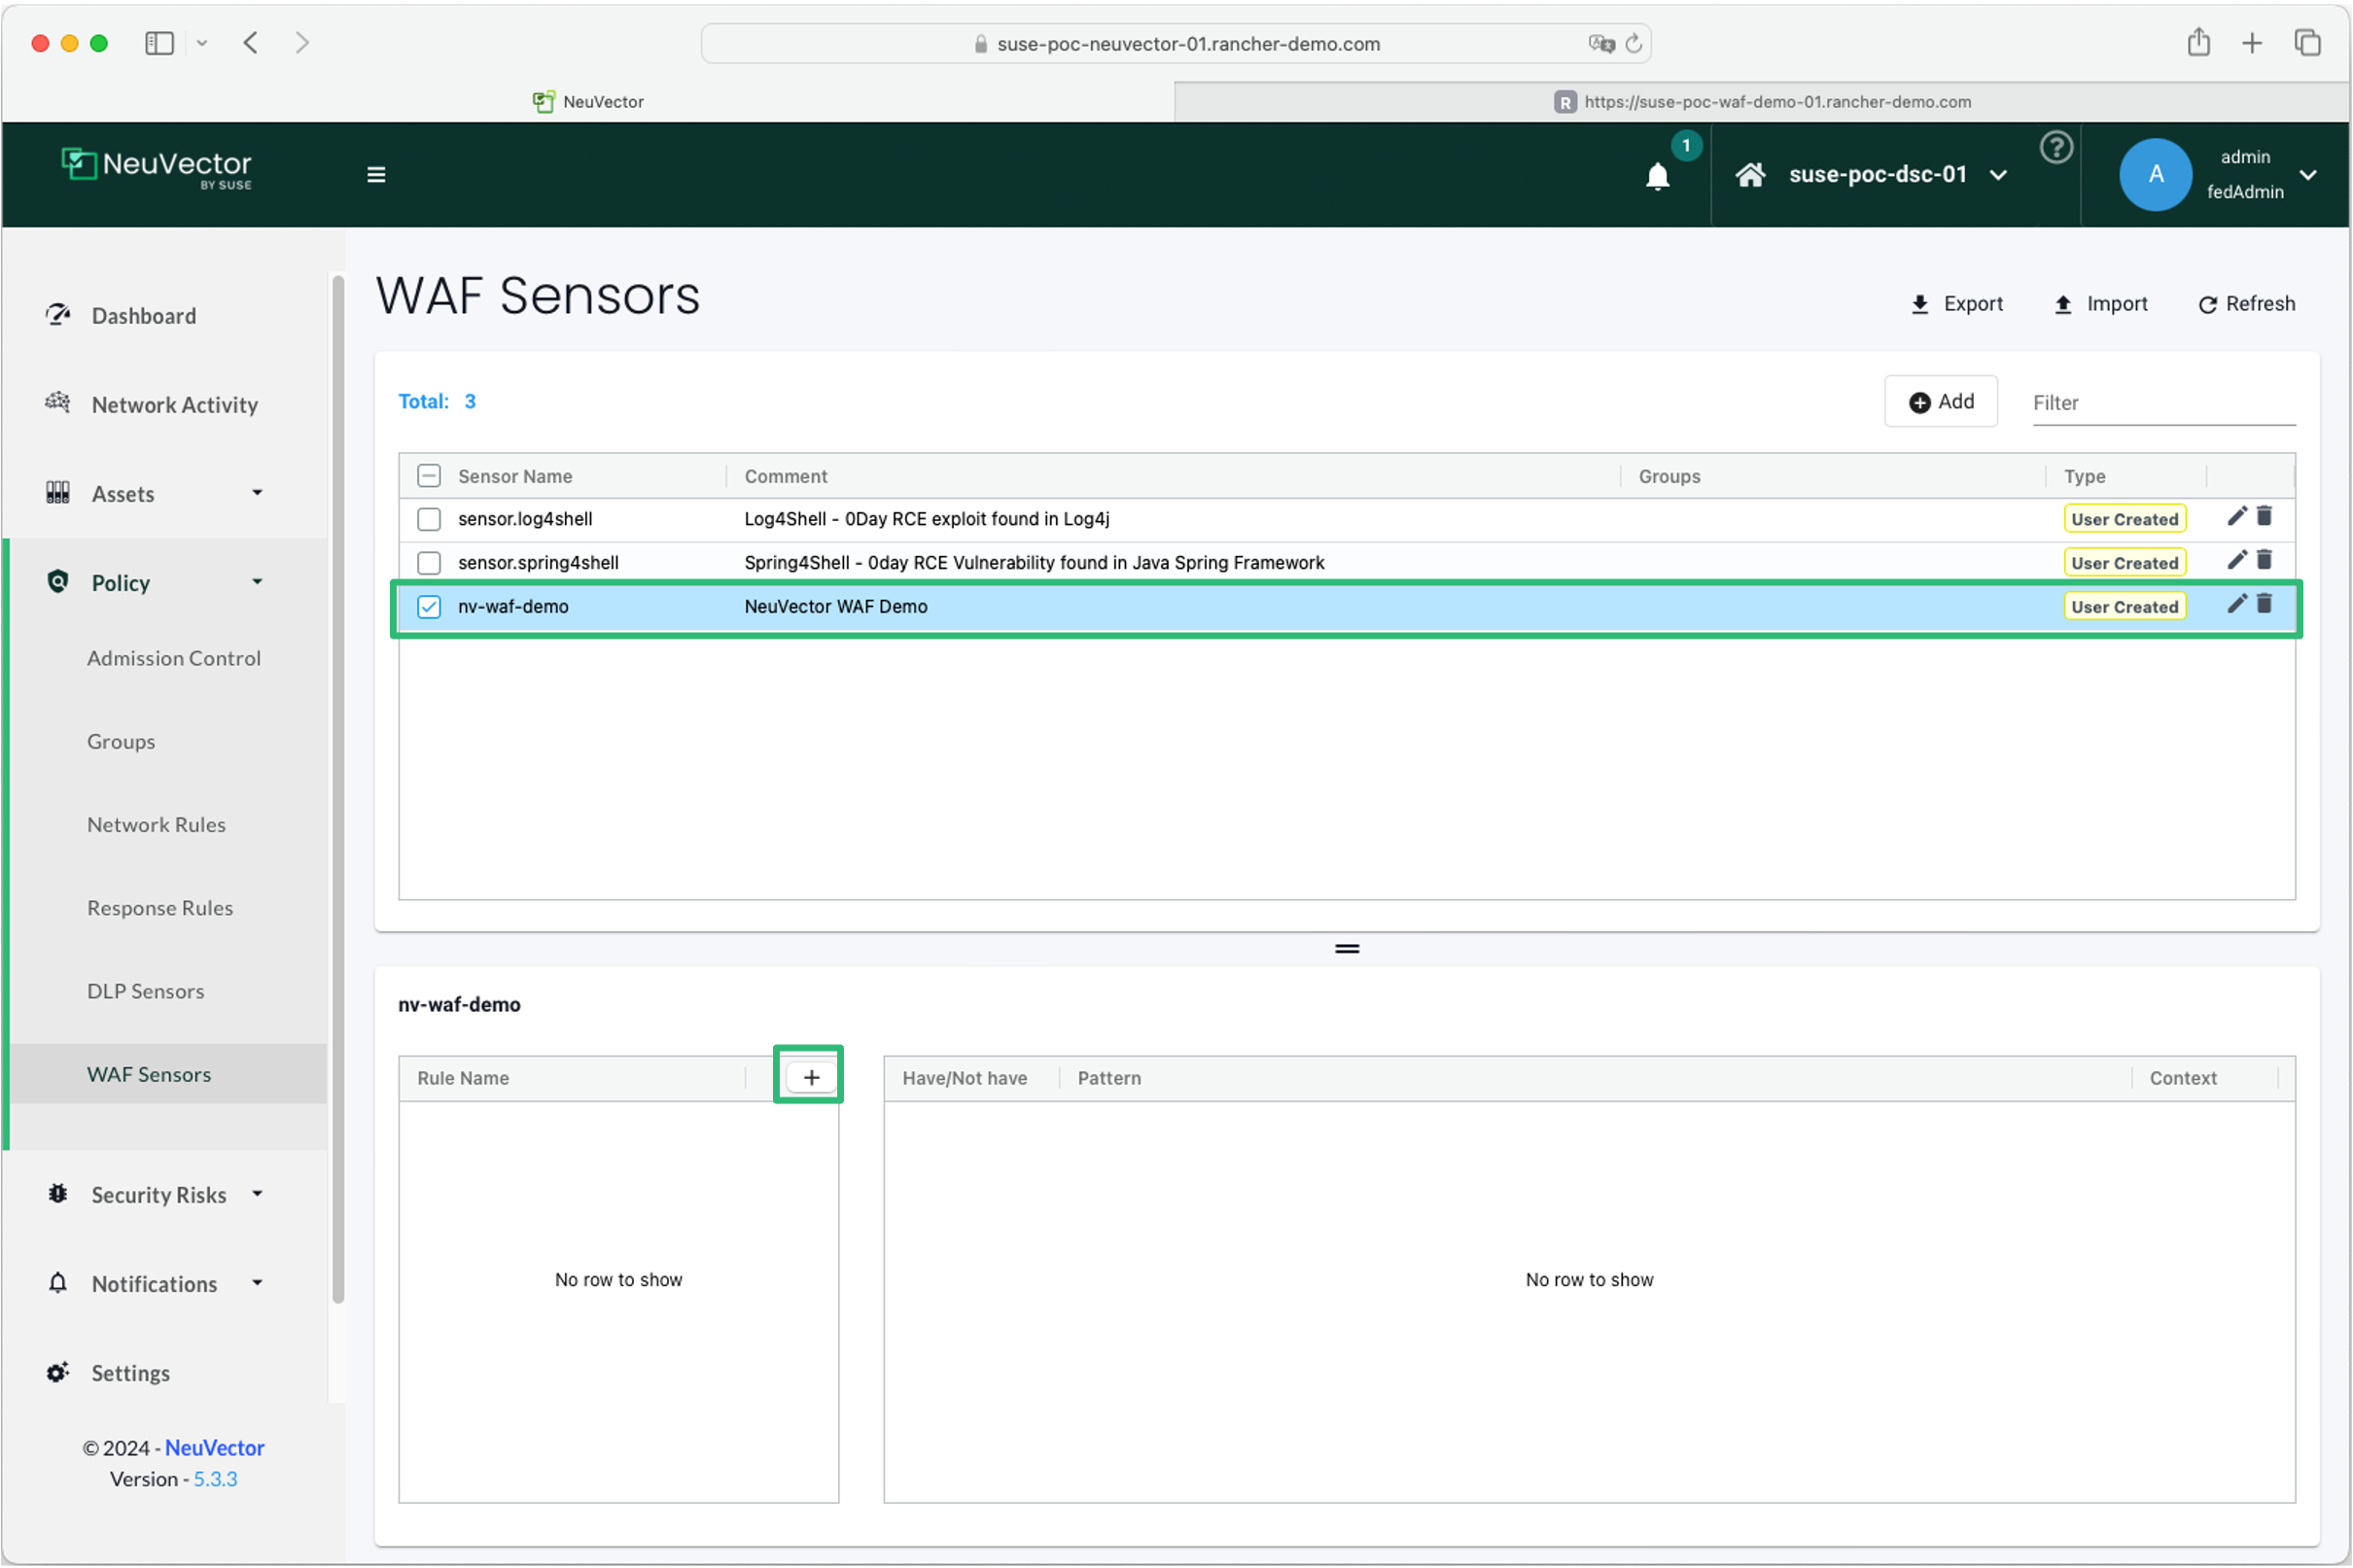 suse-poc-neuvector-01.rancher-demo.com
NeuVector
R https://suse-poc-waf-demo-01.rancher-demo.com
NeuVector
BY SUSE
1
suse-poc-dsc-01
?
A
admin
fedAdmin
Dashboard
Network Activity
Assets
Policy
Admission Control
Groups
Network Rules
Response Rules
DLP Sensors
WAF Sensors
Security Risks
Notifications
Settings
© 2024 - NeuVector
Version - 5.3.3
WAF Sensors
Export Import Refresh
Total: 3
Add Filter
Sensor Name Comment Groups Type
sensor.log4shell Log4Shell - 0Day RCE exploit found in Log4j User Created
sensor.spring4shell Spring4Shell - 0day RCE Vulnerability found in Java Spring Framework User Created
nv-waf-demo NeuVector WAF Demo User Created
nv-waf-demo
Rule Name +
Have/Not have Pattern Context
No row to show
No row to show